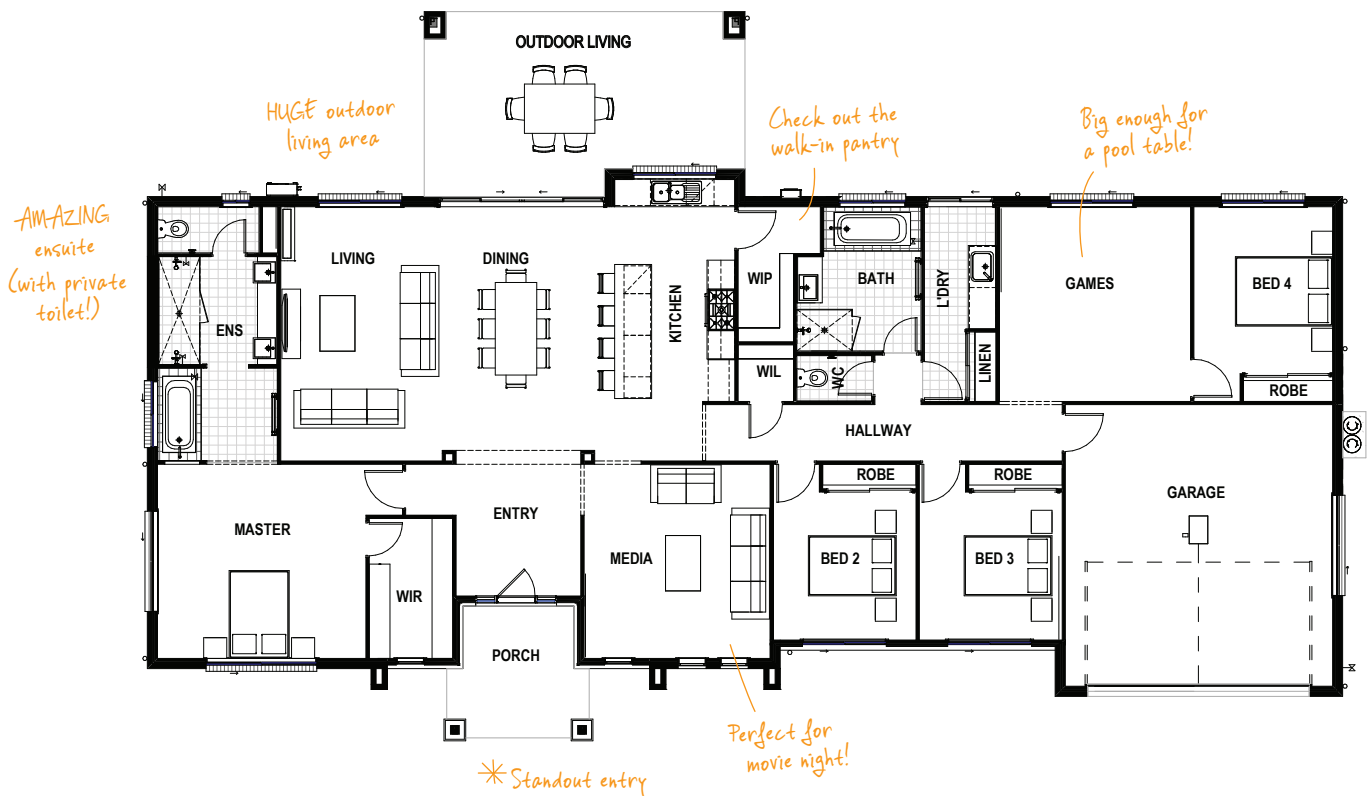 OUTDOOR LIVING
HUGE outdoor
living area
Check out the
walk-in pantry
Big enough for
a pool table!
AMAZING
ensuite
(with private
toilet!)
LIVING
DINING
KITCHEN
WIP
BATH
L'DRY
GAMES
BED 4
ENS
WIL
WC
LINEN
ROBE
HALLWAY
ROBE
ROBE
GARAGE
MASTER
ENTRY
MEDIA
BED 2
BED 3
WIR
PORCH
Perfect for
movie night!
Standout entry